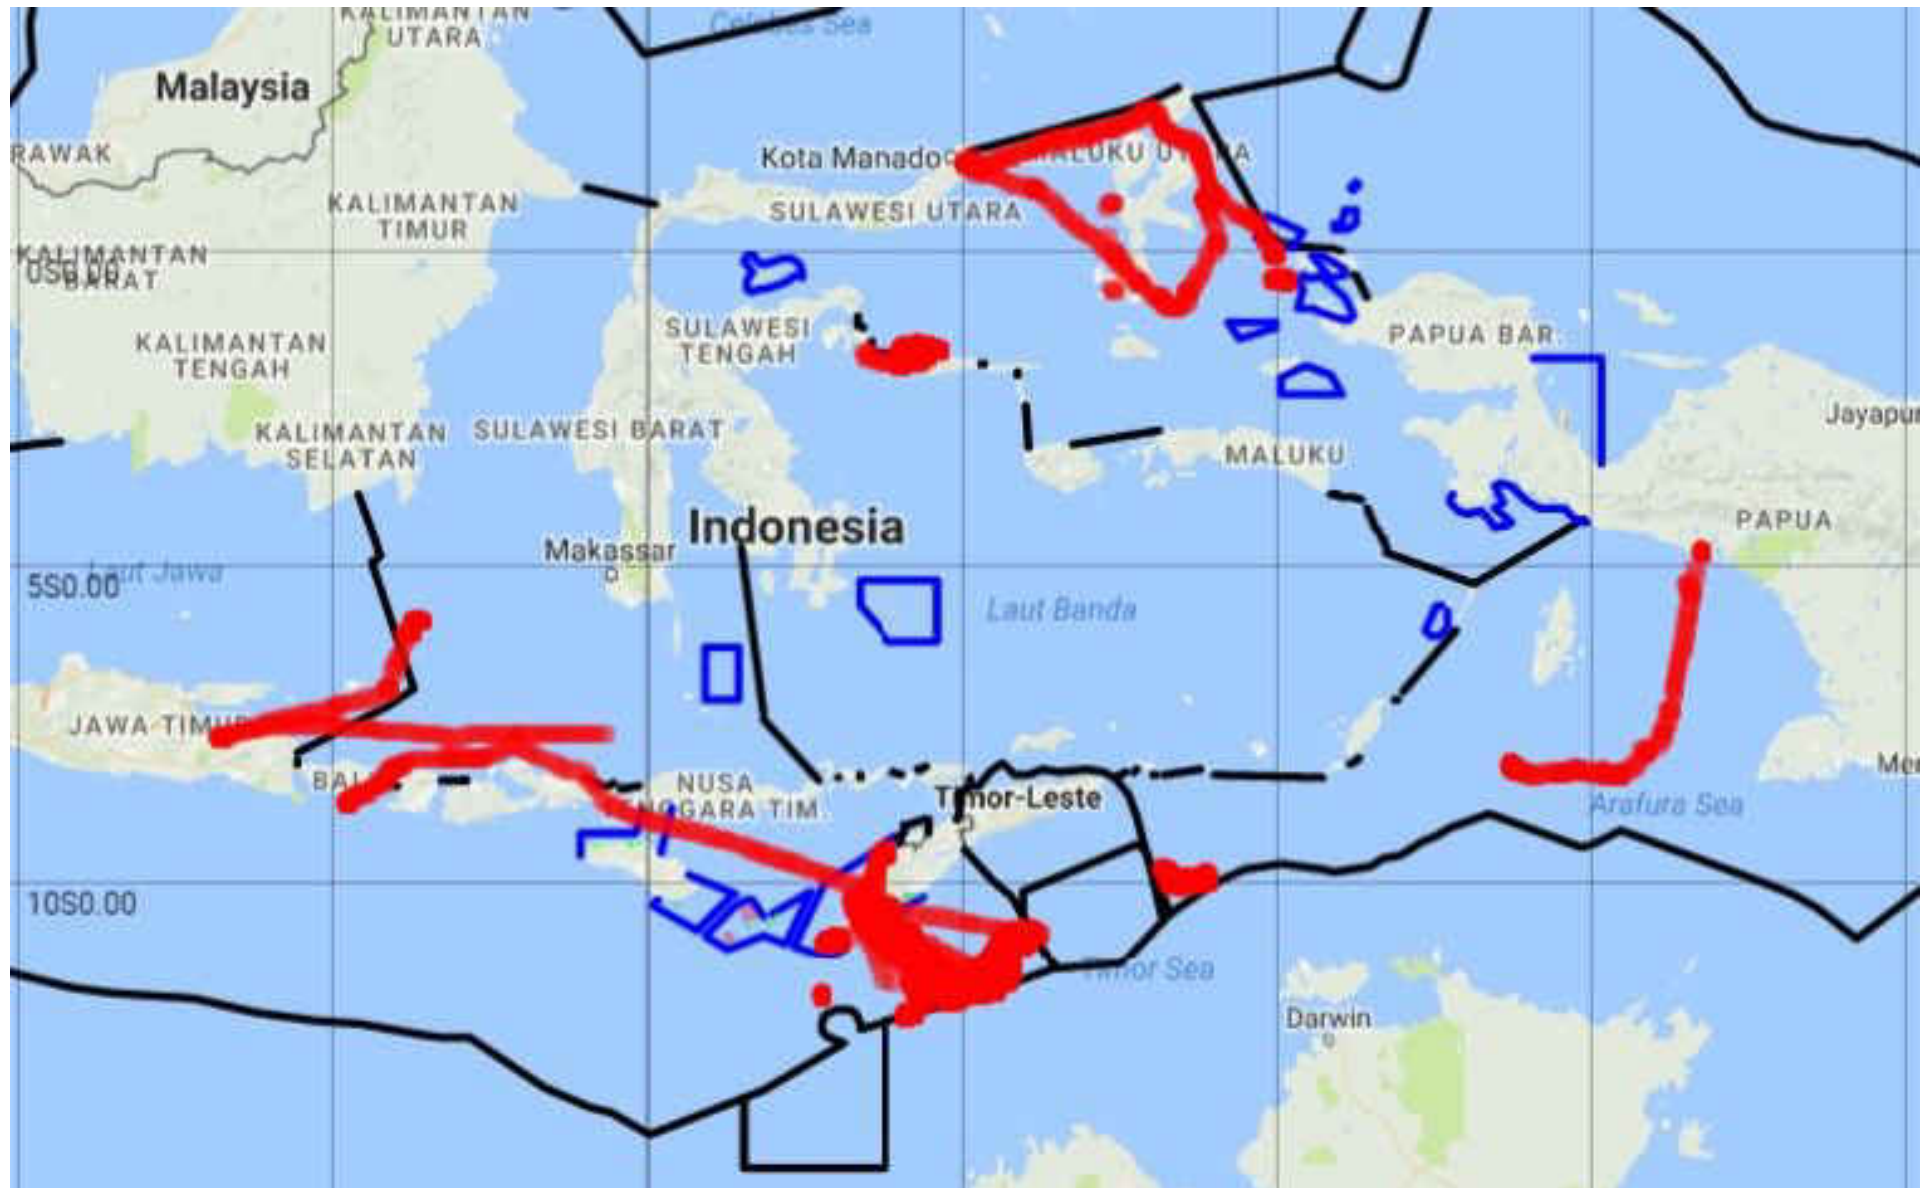 KALIMANTAN
UTARA
Celebes Sea
Malaysia
RAWAK
Kota Manado
MALUKU UTARA
KALIMANTAN
TIMUR
SULAWESI UTARA
KALIMANTAN
BARAT
0S0.00
SULAWESI
TENGAH
PAPUA BAR
KALIMANTAN
TENGAH
Jayapur
KALIMANTAN
SELATAN
SULAWESI BARAT
MALUKU
Indonesia
PAPUA
Makassar
Laut Jawa
5S0.00
Laut Banda
JAWA TIMUR
BAL
NUSA
ENGGARA TIM
Timor-Leste
Mer
Arafura Sea
10S0.00
Timor Sea
Darwin